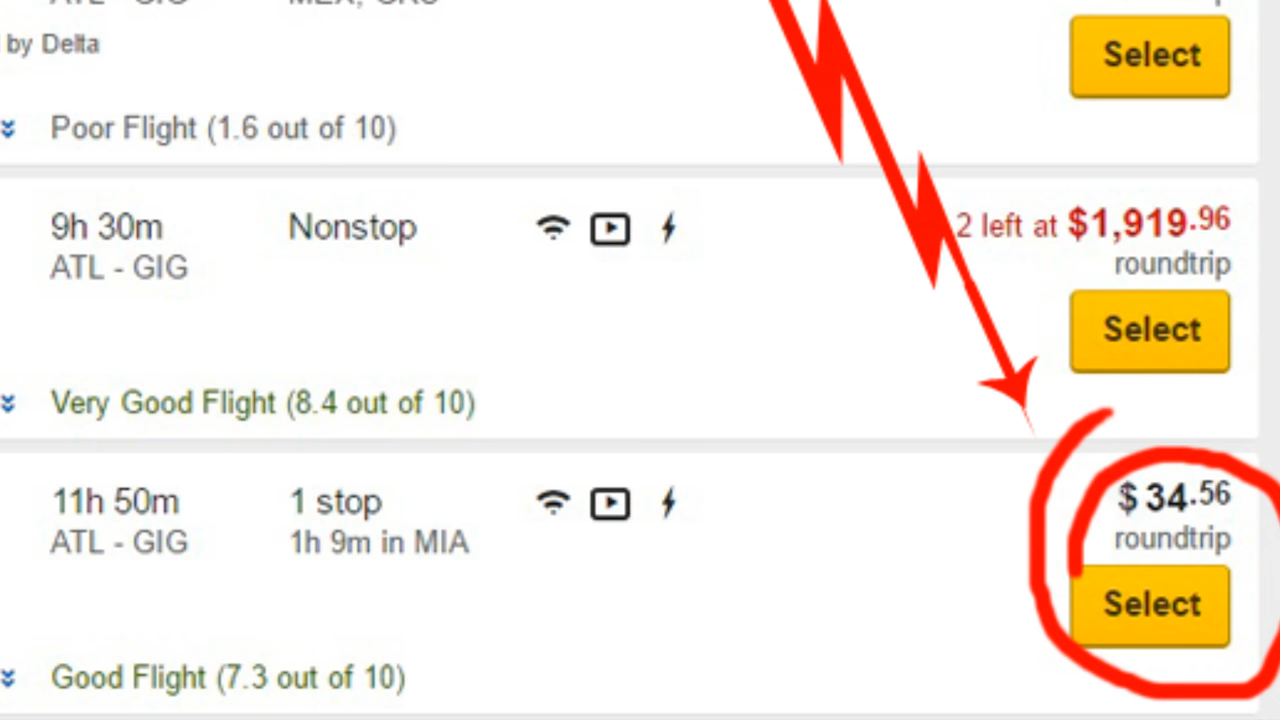 by Delta
Select
Poor Flight (1.6 out of 10)
9h 30m
Nonstop
2 left at $1,919.96
ATL - GIG
roundtrip
Select
Very Good Flight (8.4 out of 10)
11h 50m
1 stop
$34.56
ATL - GIG
1h 9m in MIA
roundtrip
Select
Good Flight (7.3 out of 10)